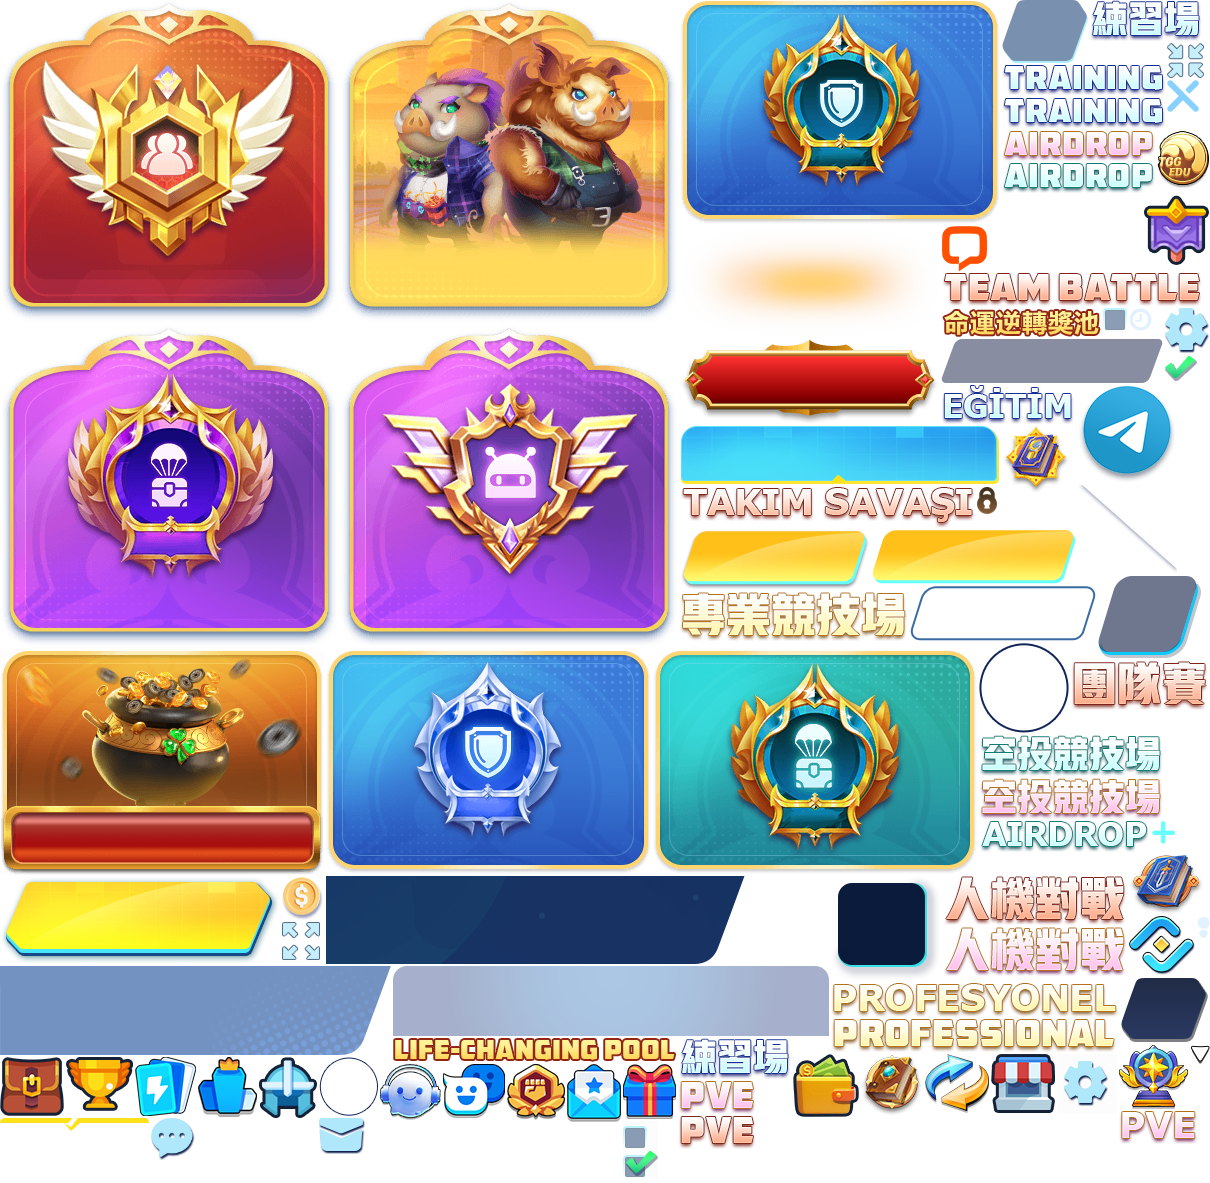 練習場
TRAINING
TRAINING
AIRDROP
AIRDROP
TGG
EDU
TEAM BATTLE
命運逆轉獎池
EĞİTİM
TAKIM SAVAŞI
專業競技場
團隊賽
空投競技場
空投競技場
AIRDROP
$
人機對戰
人機對戰
PROFESYONEL
PROFESSIONAL
LIFE-CHANGING POOL
練習場
PVE
PVE
PVE